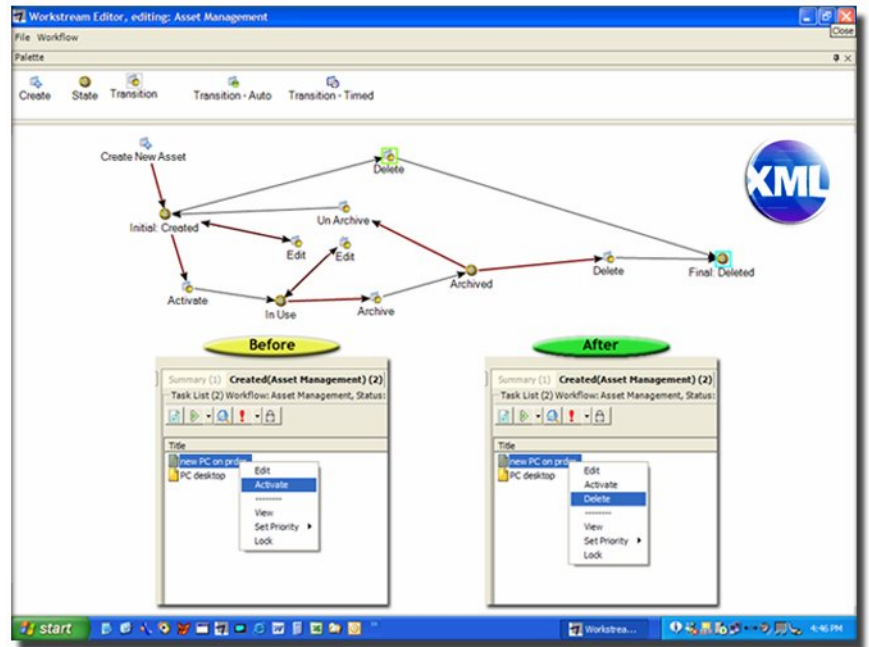 Workstream Editor, editing: Asset Management
Close
File Workflow
Palette
Create State Transition Transition - Auto Transition - Timed
Create New Asset
Delete
XML
Initial: Created
Un Archive
Edit
Edit
Activate
In Use
Archive
Archived
Delete
Final: Deleted
Before
After
Summary (1) Created(Asset Management) (2)
Task List (2) Workflow: Asset Management, Status:
Title
new PC on prder
PC desktop
Edit
Activate
--------
View
Set Priority
Lock
Summary (1) Created(Asset Management) (2)
Task List (2) Workflow: Asset Management, Status:
Title
new PC on prder
PC desktop
Edit
Activate
Delete
--------
View
Set Priority
Lock
start
Workstrea...
4:46 PM